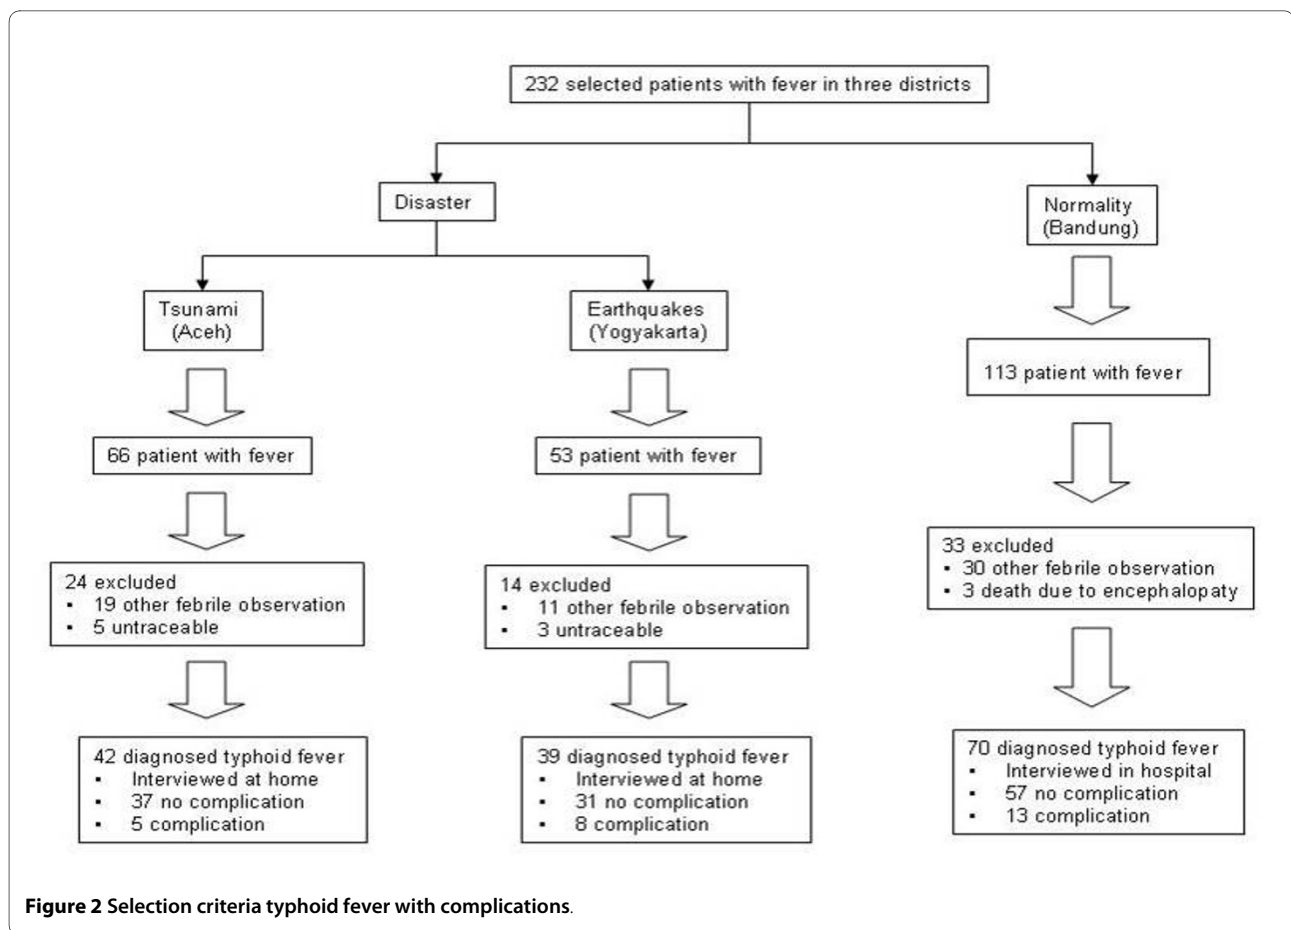 232 selected patients with fever in three districts
Disaster
Normality
(Bandung)
Tsunami
(Aceh)
Earthquakes
(Yogyakarta)
113 patient with fever
66 patient with fever
53 patient with fever
33 excluded
▪ 30 other febrile observation
▪ 3 death due to encephalopaty
24 excluded
▪ 19 other febrile observation
▪ 5 untraceable
14 excluded
▪ 11 other febrile observation
▪ 3 untraceable
42 diagnosed typhoid fever
▪ Interviewed at home
▪ 37 no complication
▪ 5 complication
39 diagnosed typhoid fever
▪ Interviewed at home
▪ 31 no complication
▪ 8 complication
70 diagnosed typhoid fever
▪ Interviewed in hospital
▪ 57 no complication
▪ 13 complication
Figure 2 Selection criteria typhoid fever with complications.